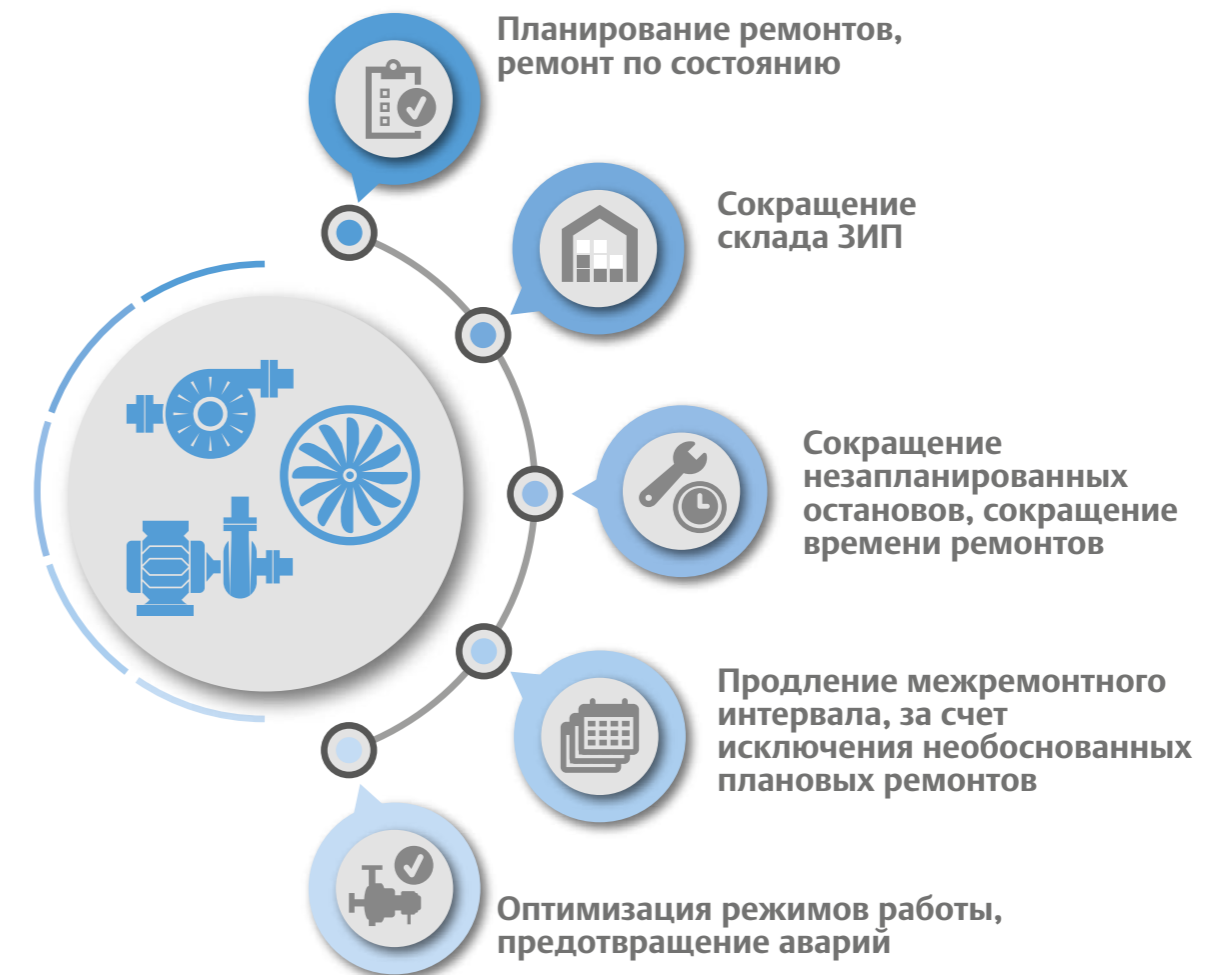 Планирование ремонтов,
ремонт по состоянию
Сокращение
склада ЗИП
Сокращение
незапланированных
остановов, сокращение
времени ремонтов
Продление межремонтного
интервала, за счет
исключения необоснованных
плановых ремонтов
Оптимизация режимов работы,
предотвращение аварий